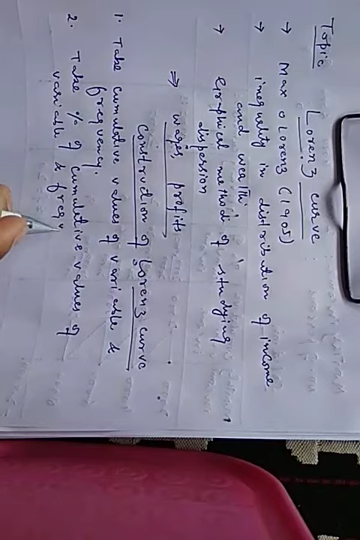 Topic Lorenz curve :
→ Max O Lorenz (1905)
→ inequality in distribution of income
and wealth
→ Graphical method of studying
dispersion
⇒ wages, profits
Construction of Lorenz curve
1. Take cumulative values of variable &
frequency.
2. Take % of cumulative values of
variable & freqv